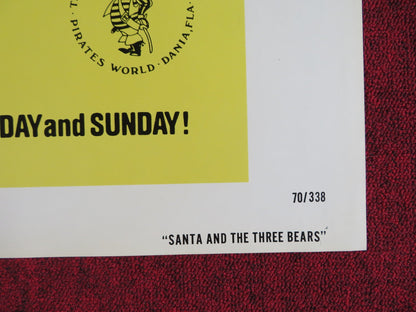 T.
· PIRATES WORLD · DANIA, FLA.
DAY and SUNDAY!
70/338
"SANTA AND THE THREE BEARS"